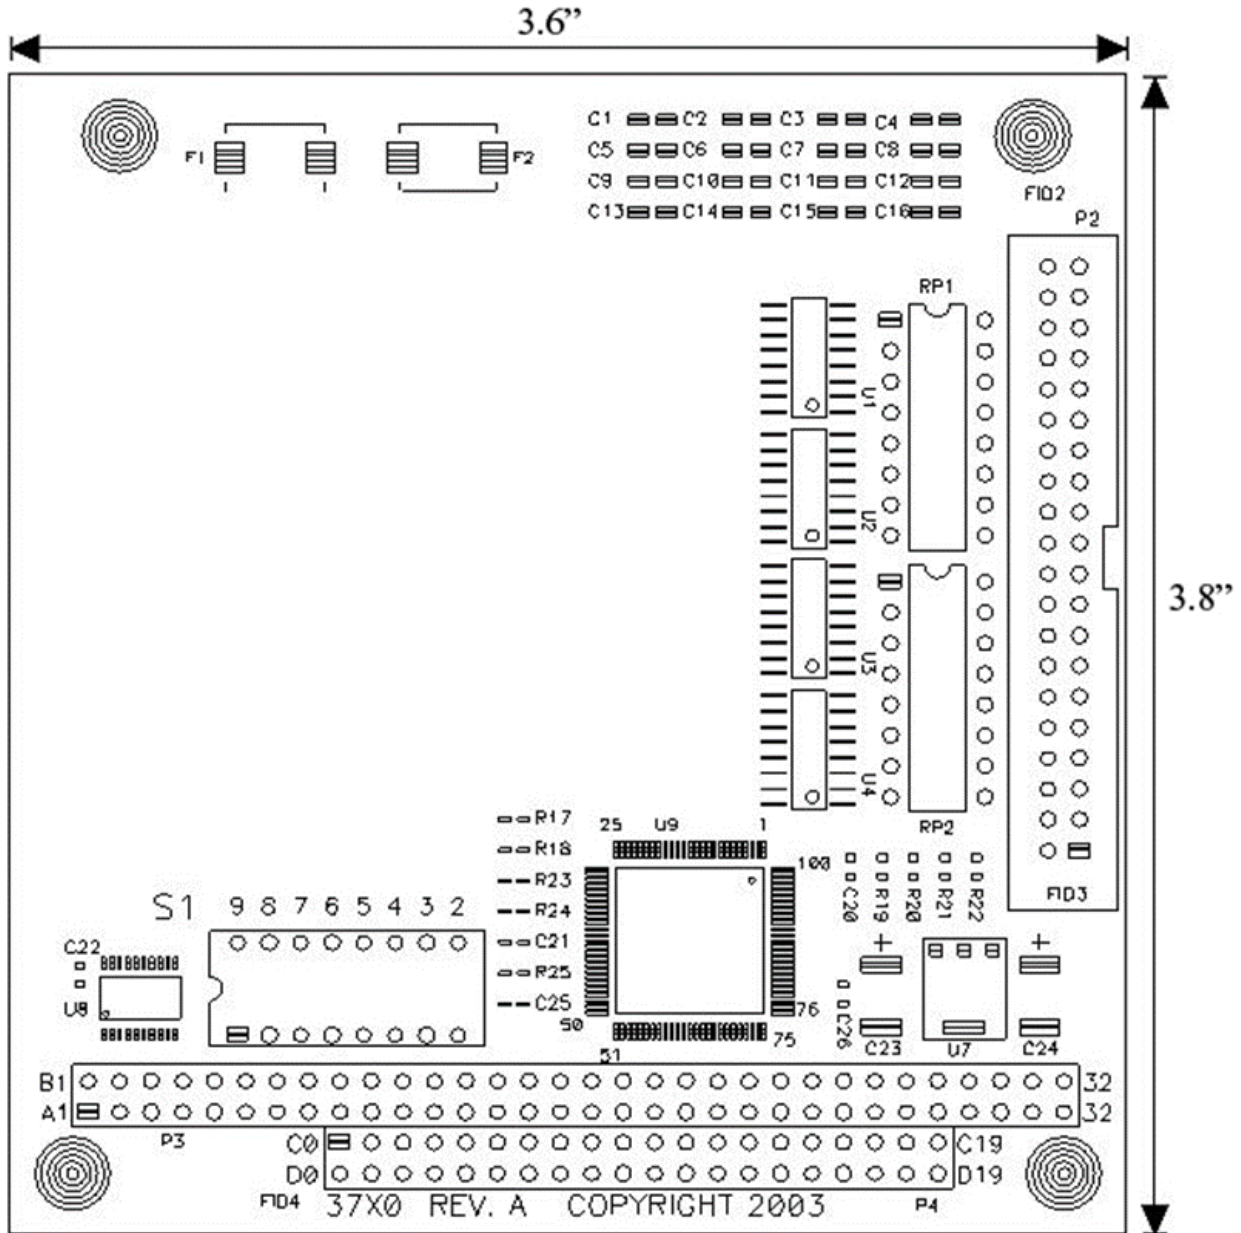 3.6”
C1 C2 C3 C4
F1 F2
C5 C6 C7 C8
C9 C10 C11 C12
FID2
C13 C14 C15 C16
P2
RP1
U1
U2
3.8”
U3
U4
R17
25 U9 1
RP2
R18
100
R23
C20 R19 R20 R21 R22
FID3
S1 9 8 7 6 5 4 3 2
R24
C22
C21
+ +
R25
U8
C25
50
76
C26
75
C23 U7 C24
51
B1 32
A1 32
P3
C0 C19
D0 D19
FID4
37X0 REV. A COPYRIGHT 2003
P4